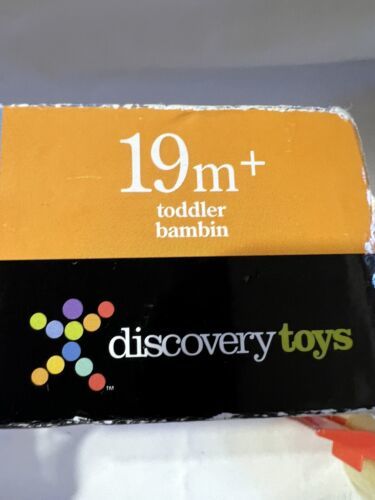 19m+
toddler
bambin
discovery toys
™